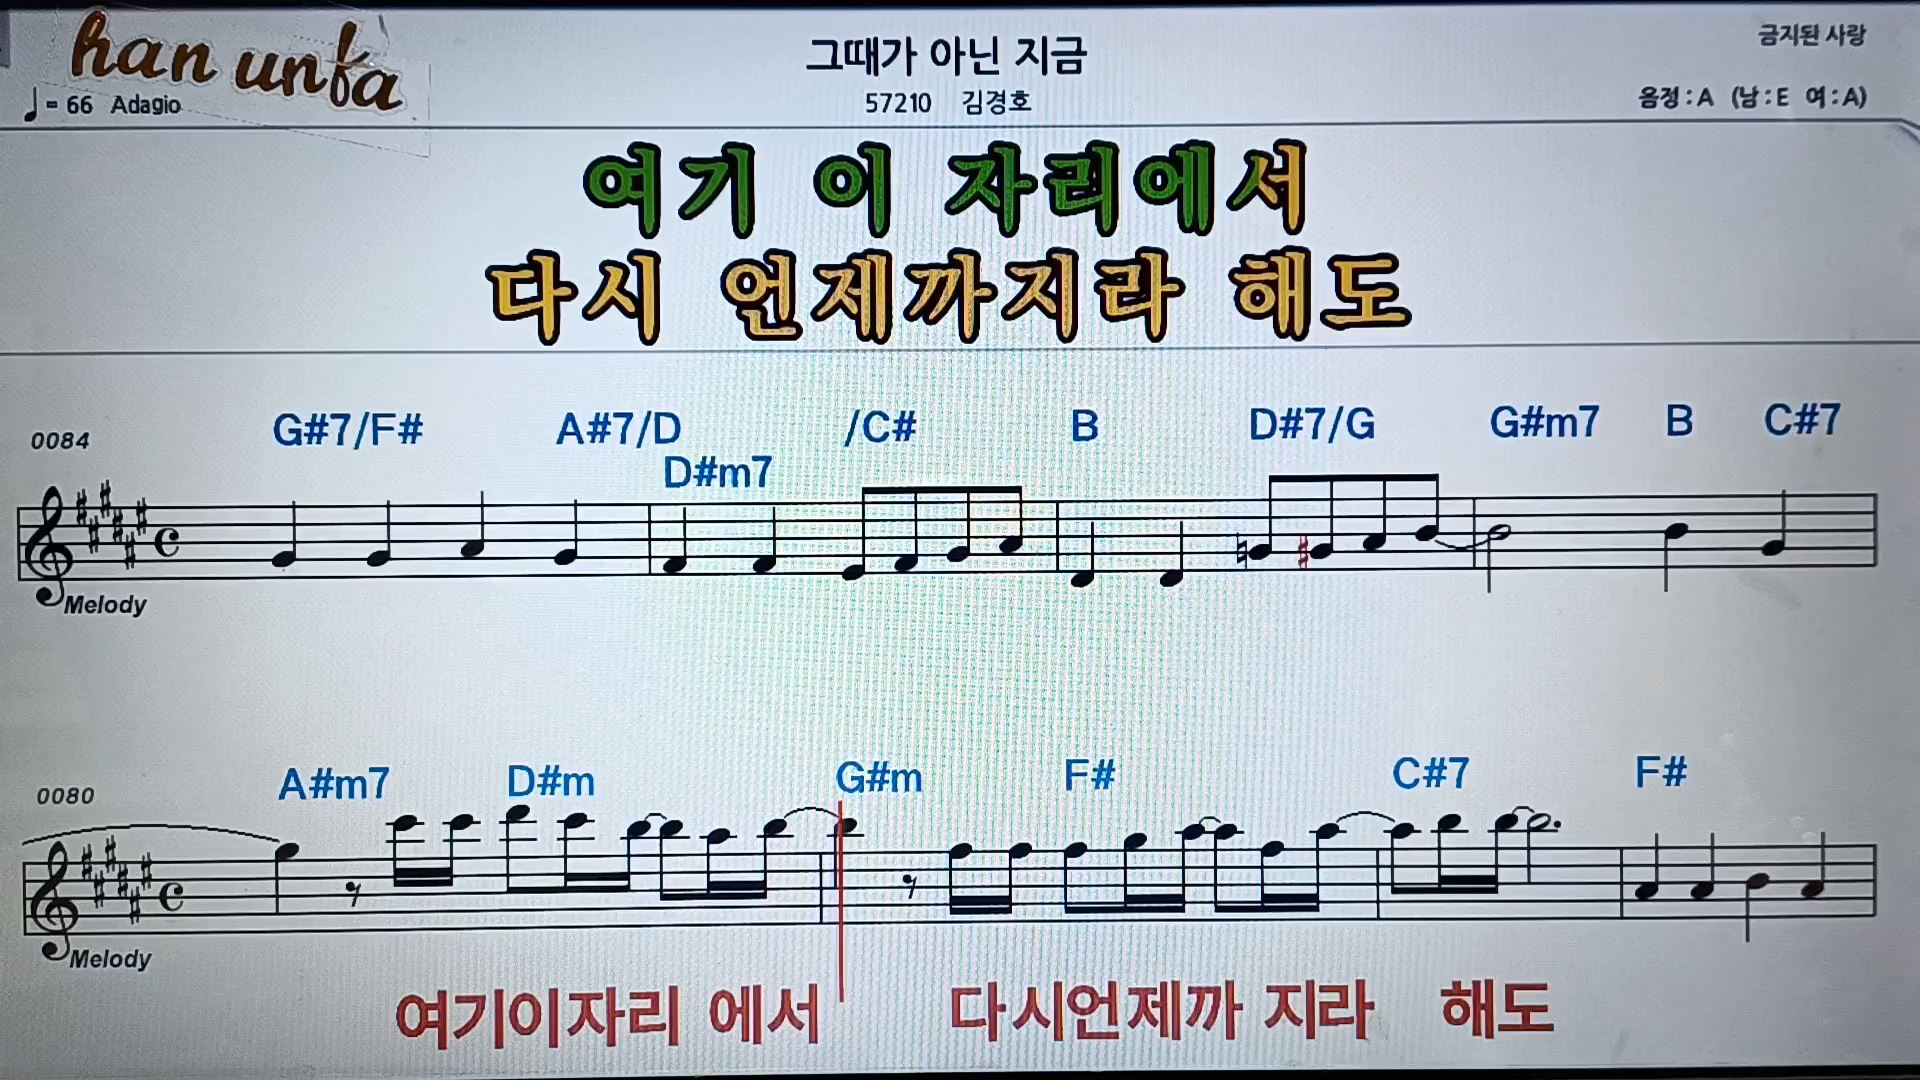 han unfa
♩= 66 Adagio
그때가 아닌 지금
57210 김경호
금지된 사랑
음정 : A (남 : E 여 : A)
여기 이 자리에서
다시 언제까지라 해도
0084
G#7/F# A#7/D /C# B D#7/G G#m7 B C#7
D#m7
Melody
0080
A#m7 D#m G#m F# C#7 F#
Melody
여기이자리 에서 다시언제까 지라 해도